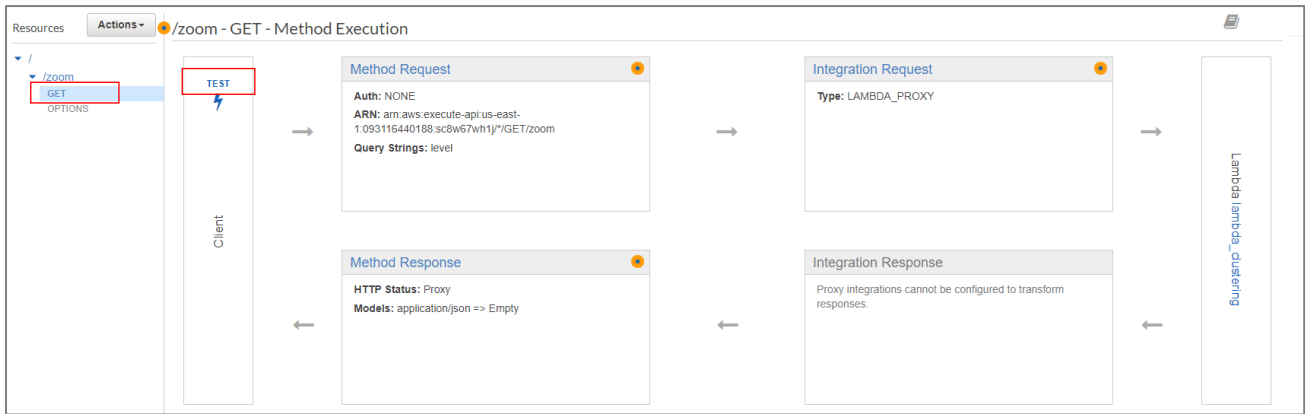 Resources
Actions
/zoom - GET - Method Execution
/
/zoom
GET
OPTIONS
TEST
Client
Method Request
Auth: NONE
ARN: arn:aws:execute-api:us-east-
1:093116440188:sc8w67wh1j/*/GET/zoom
Query Strings: level
Integration Request
Type: LAMBDA_PROXY
Lambda lambda_clustering
Method Response
HTTP Status: Proxy
Models: application/json => Empty
Integration Response
Proxy integrations cannot be configured to transform
responses.